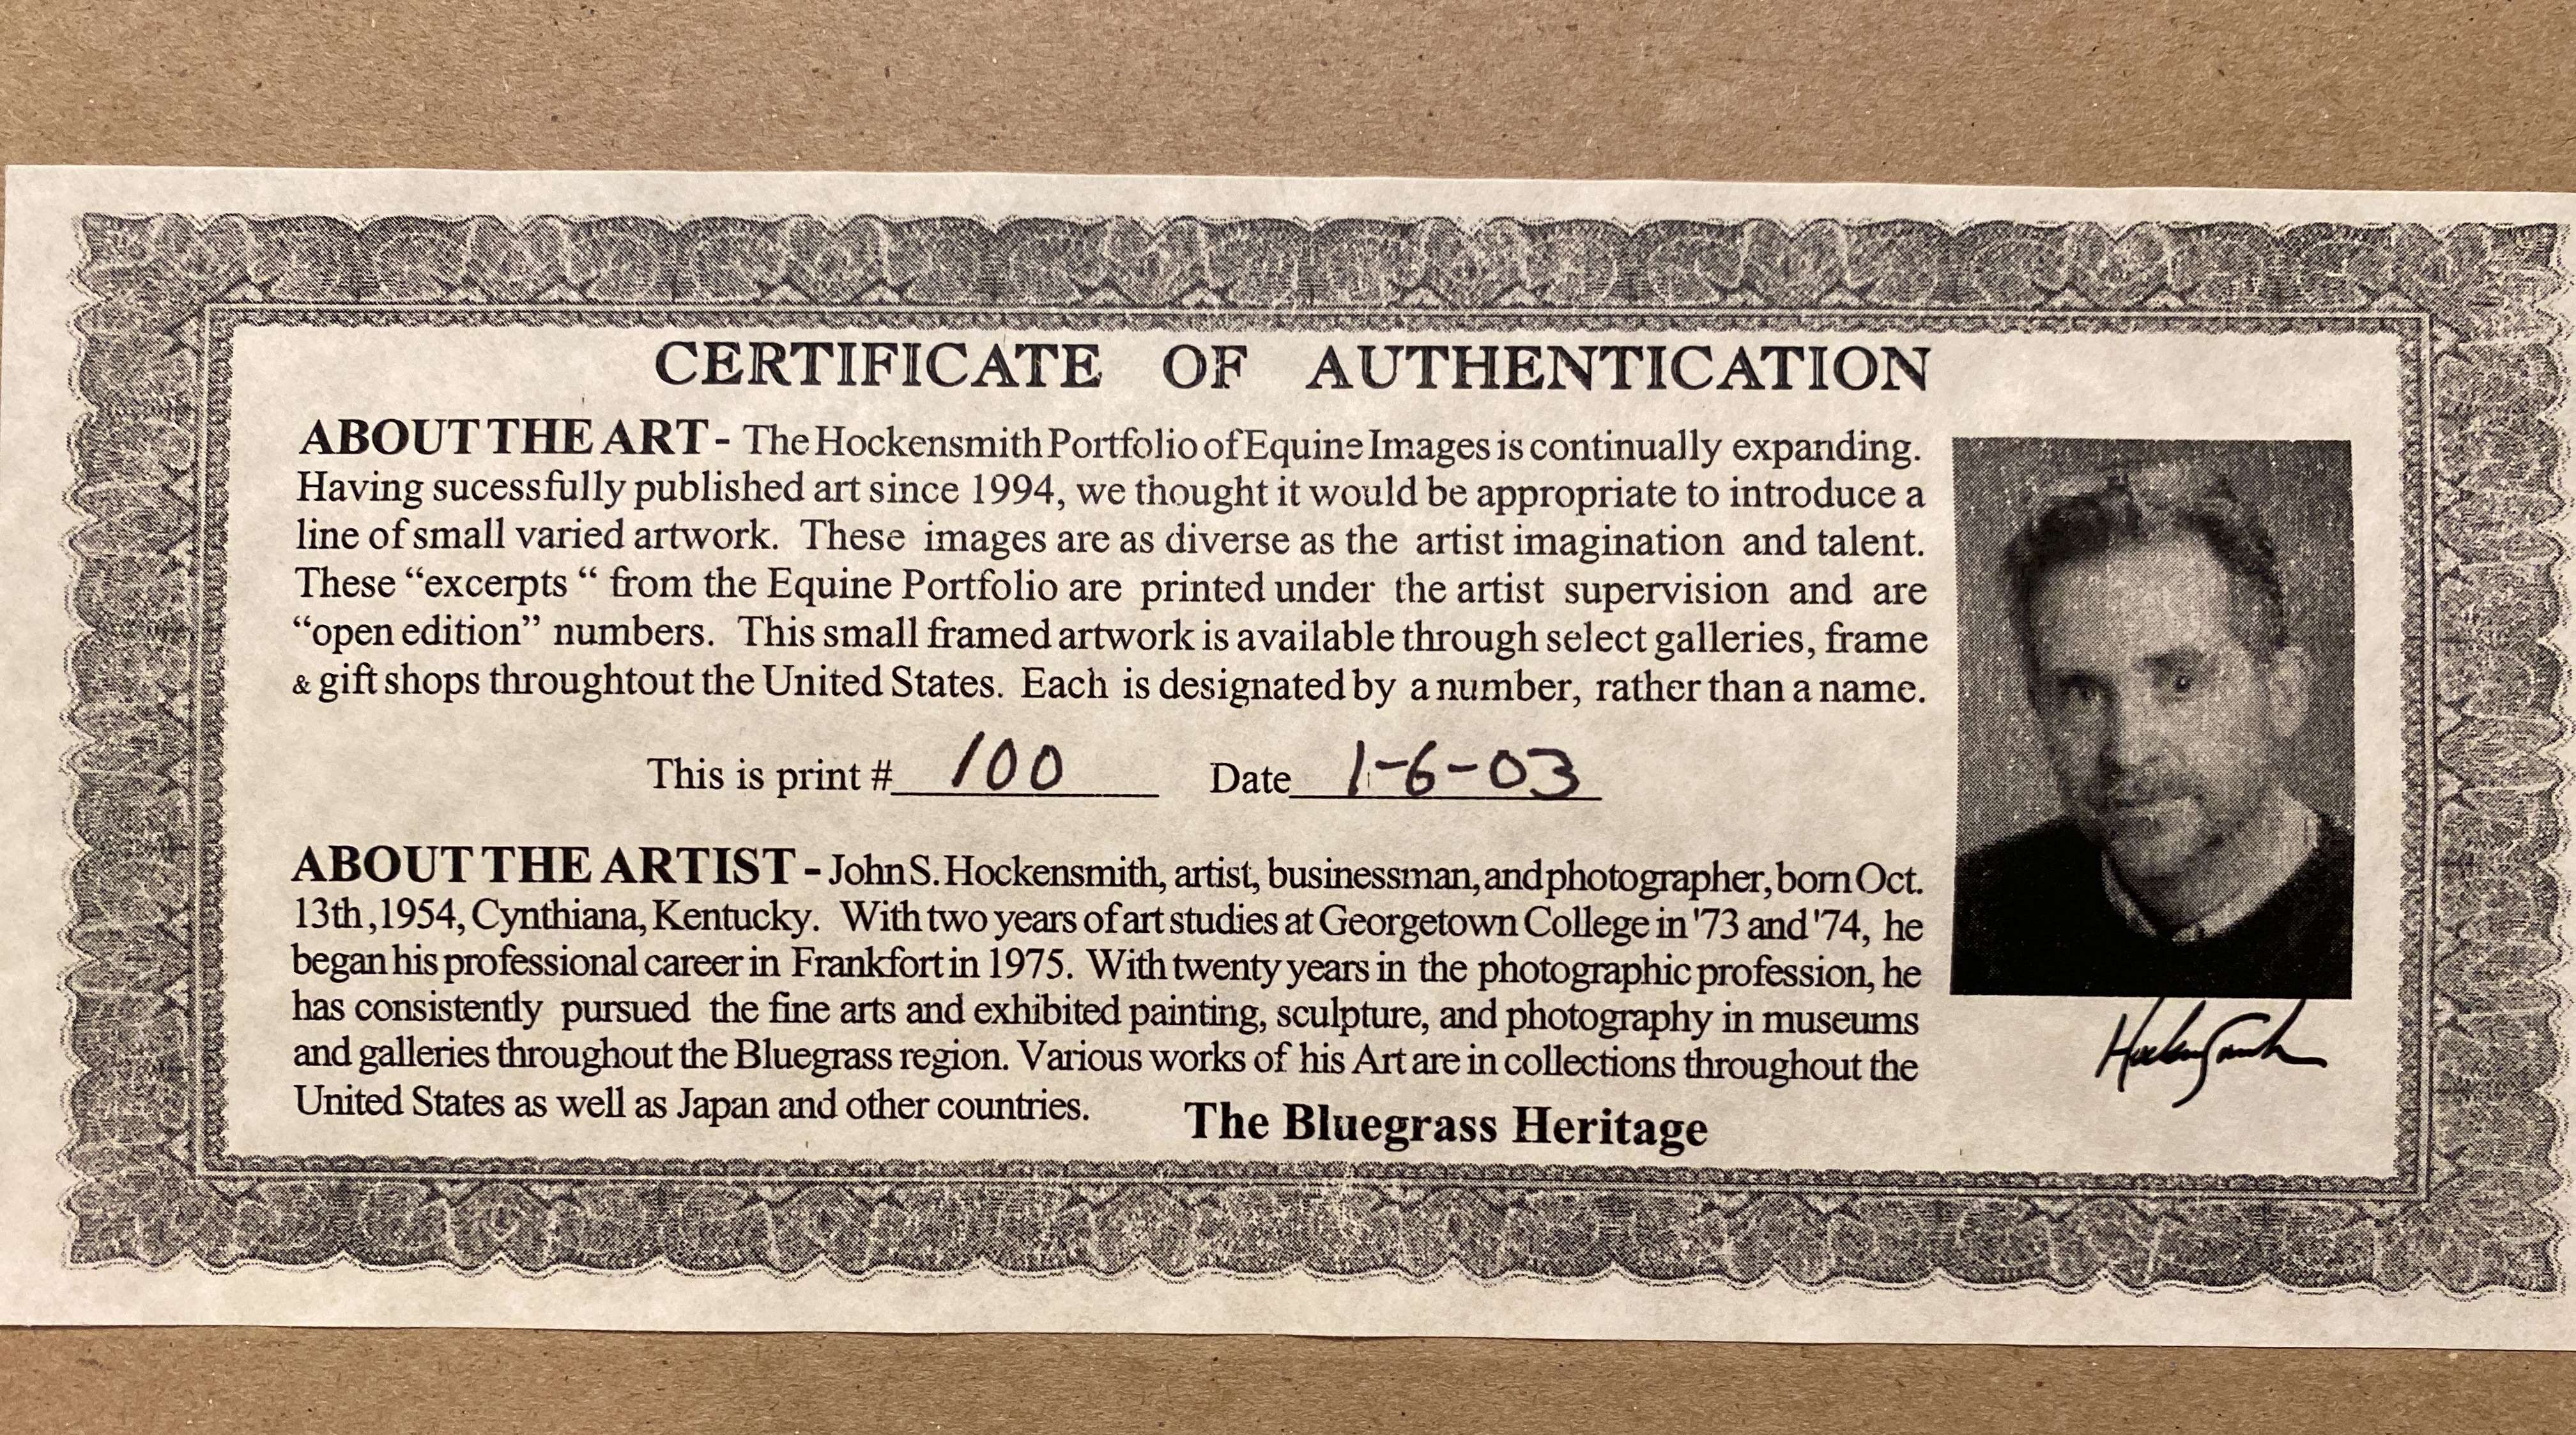 CERTIFICATE OF AUTHENTICATION
ABOUT THE ART - The Hockensmith Portfolio of Equine Images is continually expanding.
Having sucessfully published art since 1994, we thought it would be appropriate to introduce a
line of small varied artwork. These images are as diverse as the artist imagination and talent.
These “excerpts “ from the Equine Portfolio are printed under the artist supervision and are
“open edition” numbers. This small framed artwork is available through select galleries, frame
& gift shops throughtout the United States. Each is designated by a number, rather than a name.
This is print # 100 Date 1-6-03
ABOUT THE ARTIST - John S. Hockensmith, artist, businessman, and photographer, born Oct.
13th, 1954, Cynthiana, Kentucky. With two years of art studies at Georgetown College in '73 and '74, he
began his professional career in Frankfort in 1975. With twenty years in the photographic profession, he
has consistently pursued the fine arts and exhibited painting, sculpture, and photography in museums
and galleries throughout the Bluegrass region. Various works of his Art are in collections throughout the
United States as well as Japan and other countries.
The Bluegrass Heritage
Hockensmith